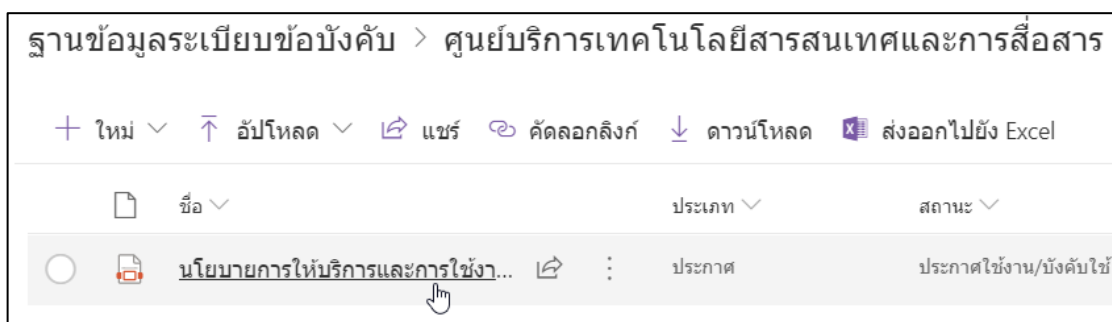 ฐานข้อมูลระเบียบข้อบังคับ > ศูนย์บริการเทคโนโลยีสารสนเทศและการสื่อสาร
+ ใหม่ อัปโหลด แชร์ คัดลอกลิงก์ ดาวน์โหลด ส่งออกไปยัง Excel
ชื่อ ประเภท สถานะ
นโยบายการให้บริการและการใช้งา... ประกาศ ประกาศใช้งาน/บังคับใช้